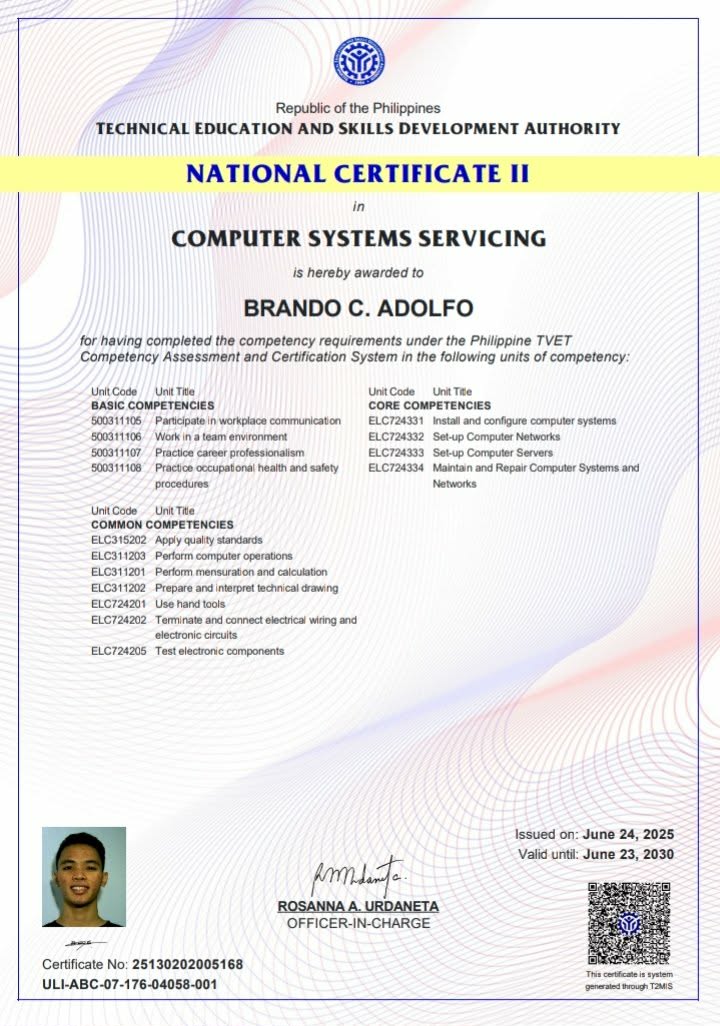 Republic of the Philippines
TECHNICAL EDUCATION AND SKILLS DEVELOPMENT AUTHORITY
NATIONAL CERTIFICATE II
in
COMPUTER SYSTEMS SERVICING
is hereby awarded to
BRANDO C. ADOLFO
for having completed the competency requirements under the Philippine TVET
Competency Assessment and Certification System in the following units of competency:
Unit Code Unit Title
BASIC COMPETENCIES
500311105 Participate in workplace communication
500311106 Work in a team environment
500311107 Practice career professionalism
500311108 Practice occupational health and safety
procedures
Unit Code Unit Title
COMMON COMPETENCIES
ELC315202 Apply quality standards
ELC311203 Perform computer operations
ELC311201 Perform mensuration and calculation
ELC311202 Prepare and interpret technical drawing
ELC724201 Use hand tools
ELC724202 Terminate and connect electrical wiring and
electronic circuits
ELC724205 Test electronic components
Unit Code Unit Title
CORE COMPETENCIES
ELC724331 Install and configure computer systems
ELC724332 Set-up Computer Networks
ELC724333 Set-up Computer Servers
ELC724334 Maintain and Repair Computer Systems and
Networks
Issued on: June 24, 2025
Valid until: June 23, 2030
ROSANNA A. URDANETA
OFFICER-IN-CHARGE
Certificate No: 25130202005168
ULI-ABC-07-176-04058-001
This certificate is system
generated through T2MIS